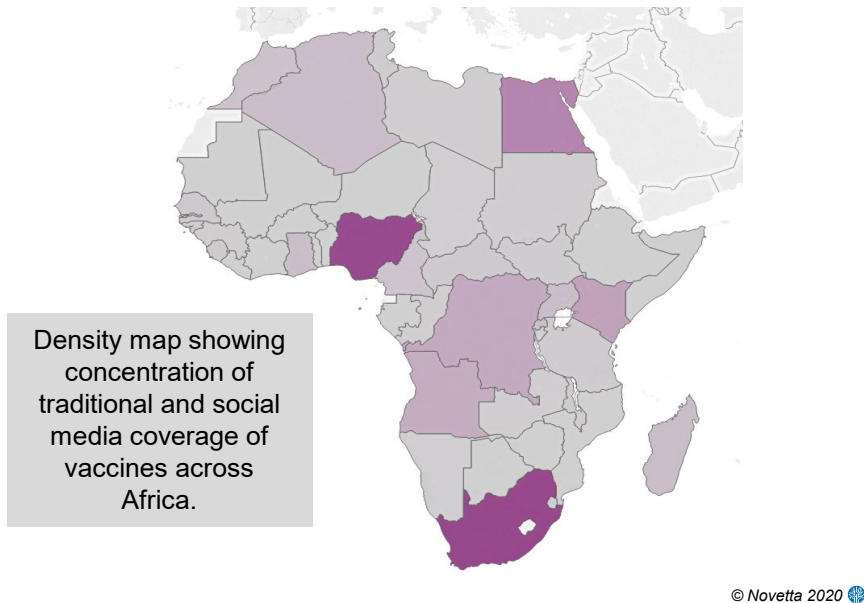 Density map showing
concentration of
traditional and social
media coverage of
vaccines across
Africa.
© Novetta 2020